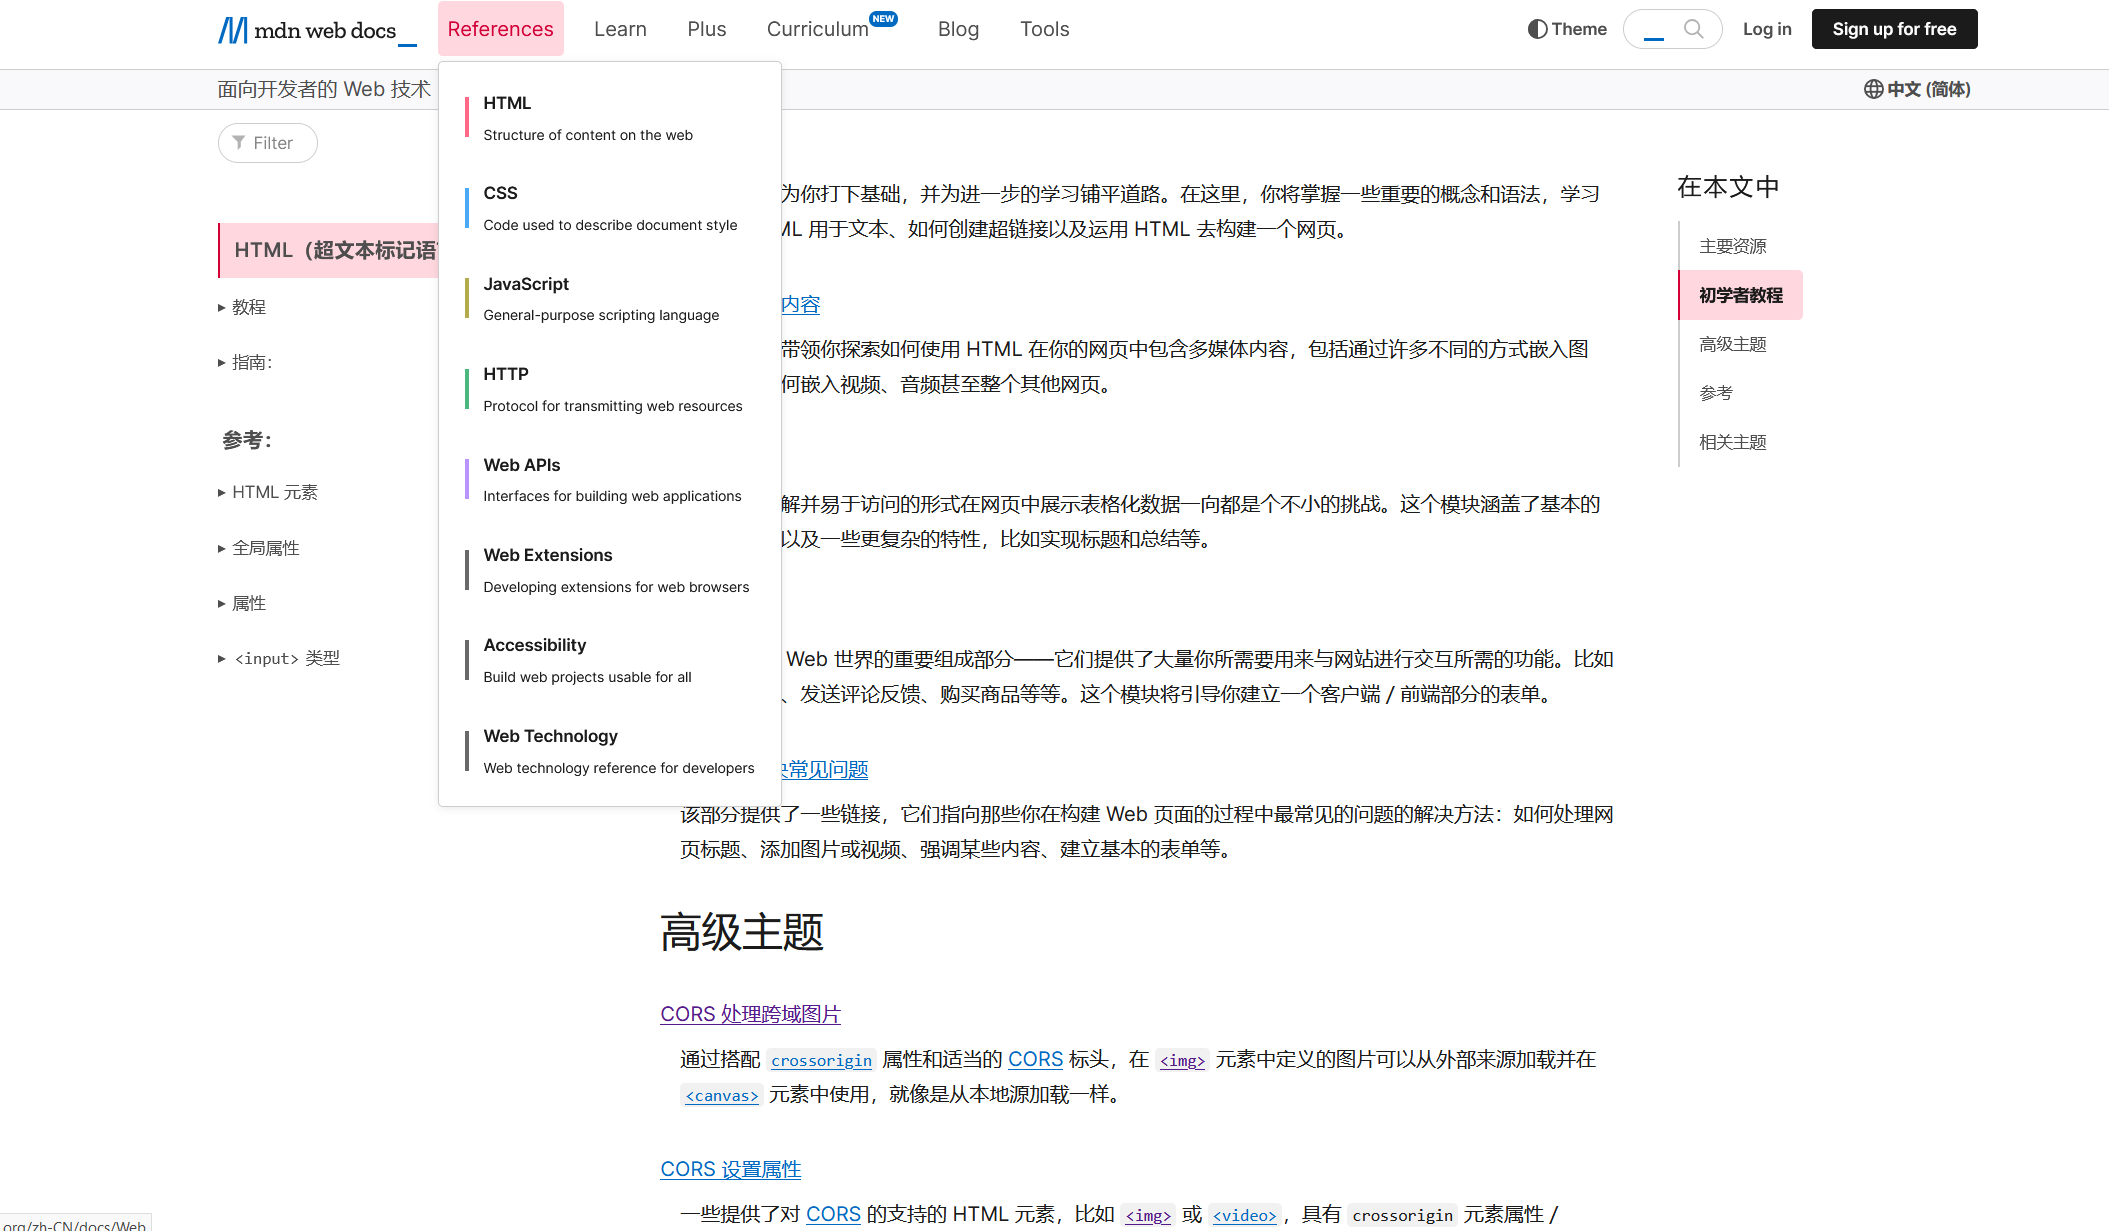 mdn web docs
References
Learn
Plus
Curriculum NEW
Blog
Tools
Theme
Log in
Sign up for free
面向开发者的 Web 技术
中文 (简体)
Filter
HTML（超文本标记语
教程
指南：
参考：
HTML 元素
全局属性
属性
<input> 类型
HTML
Structure of content on the web
CSS
Code used to describe document style
JavaScript
General-purpose scripting language
HTTP
Protocol for transmitting web resources
Web APIs
Interfaces for building web applications
Web Extensions
Developing extensions for web browsers
Accessibility
Build web projects usable for all
Web Technology
Web technology reference for developers
为你打下基础，并为进一步的学习铺平道路。在这里，你将掌握一些重要的概念和语法，学习
ML 用于文本、如何创建超链接以及运用 HTML 去构建一个网页。
内容
带领你探索如何使用 HTML 在你的网页中包含多媒体内容，包括通过许多不同的方式嵌入图
何嵌入视频、音频甚至整个其他网页。
解并易于访问的形式在网页中展示表格化数据一向都是个不小的挑战。这个模块涵盖了基本的
以及一些更复杂的特性，比如实现标题和总结等。
Web 世界的重要组成部分——它们提供了大量你所需要用来与网站进行交互所需的功能。比如
、发送评论反馈、购买商品等等。这个模块将引导你建立一个客户端 / 前端部分的表单。
常见问题
该部分提供了一些链接，它们指向那些你在构建 Web 页面的过程中最常见的问题的解决方法：如何处理网
页标题、添加图片或视频、强调某些内容、建立基本的表单等。
高级主题
CORS 处理跨域图片
通过搭配 crossorigin 属性和适当的 CORS 标头，在 <img> 元素中定义的图片可以从外部来源加载并在
<canvas> 元素中使用，就像是从本地源加载一样。
CORS 设置属性
一些提供了对 CORS 的支持的 HTML 元素，比如 <img> 或 <video>，具有 crossorigin 元素属性 /
在本文中
主要资源
初学者教程
高级主题
参考
相关主题
org/zh-CN/docs/Web